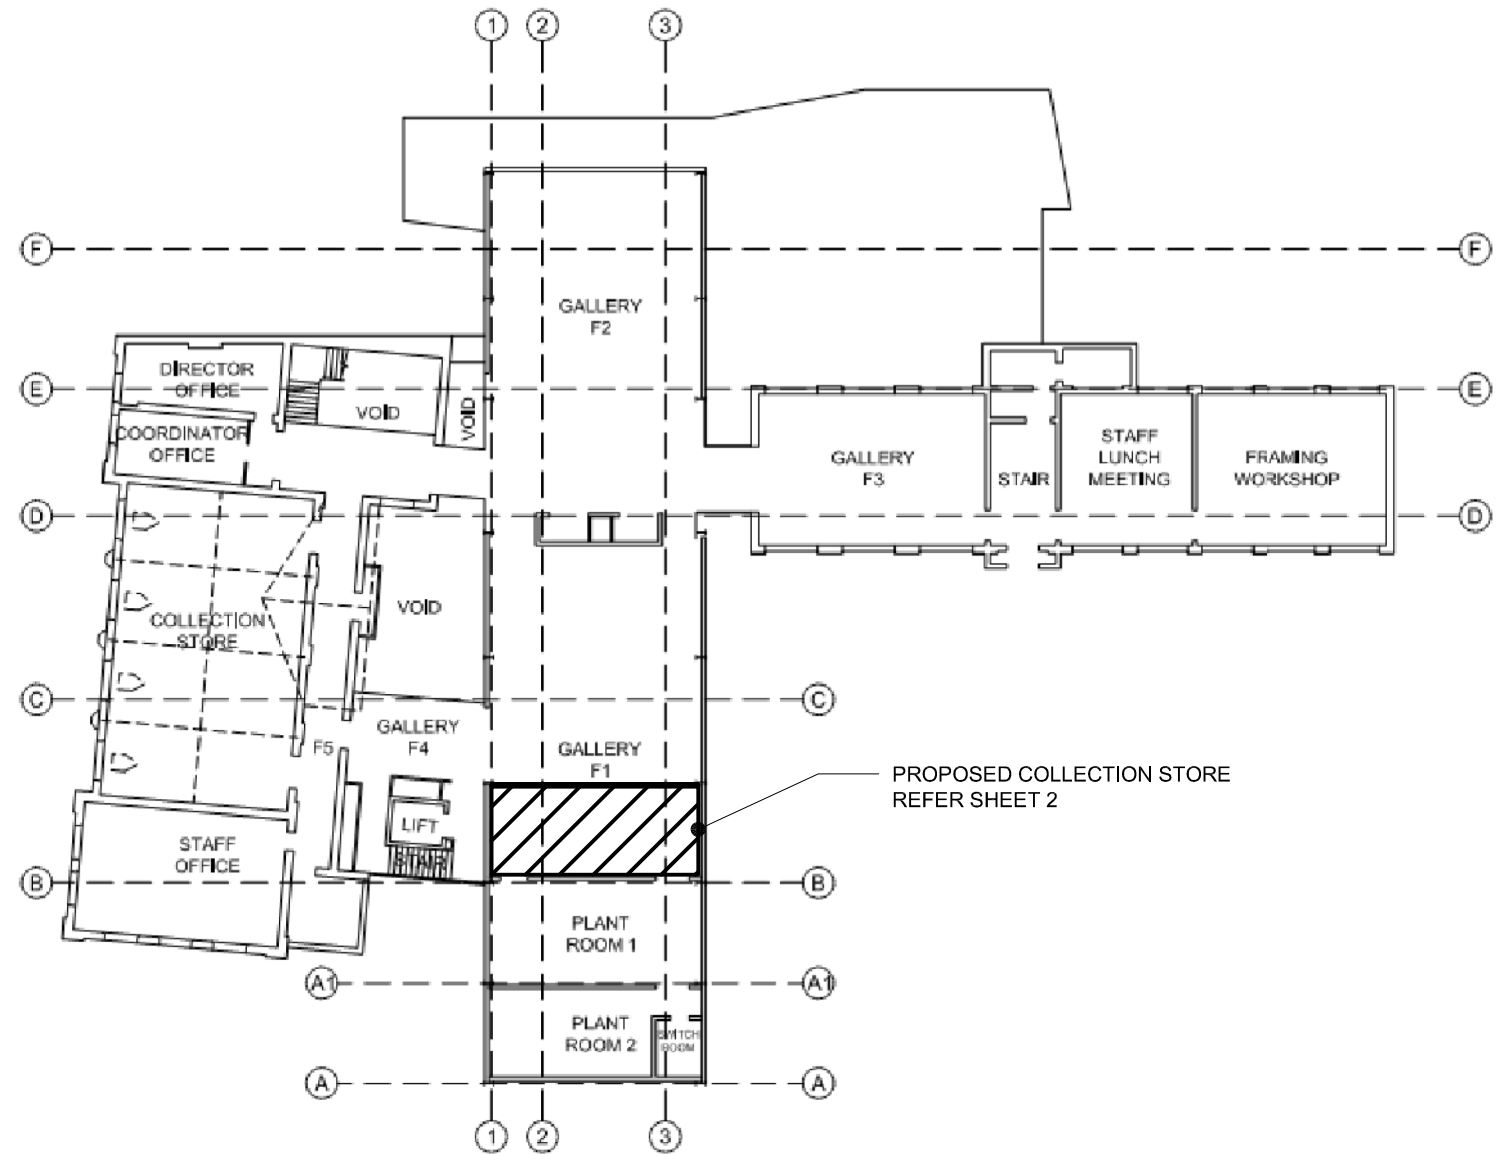 1
2
3
F
F
GALLERY
F2
DIRECTOR
OFFICE
E
E
VOID
VOID
COORDINATOR
OFFICE
GALLERY
F3
STAIR
STAFF
LUNCH
MEETING
FRAMING
WORKSHOP
D
D
COLLECTION
STORE
VOID
C
C
GALLERY
F4
F5
GALLERY
F1
PROPOSED COLLECTION STORE
REFER SHEET 2
LIFT
STAIR
STAFF
OFFICE
B
B
PLANT
ROOM 1
A1
A1
PLANT
ROOM 2
SWITCH
ROOM
A
A
1
2
3